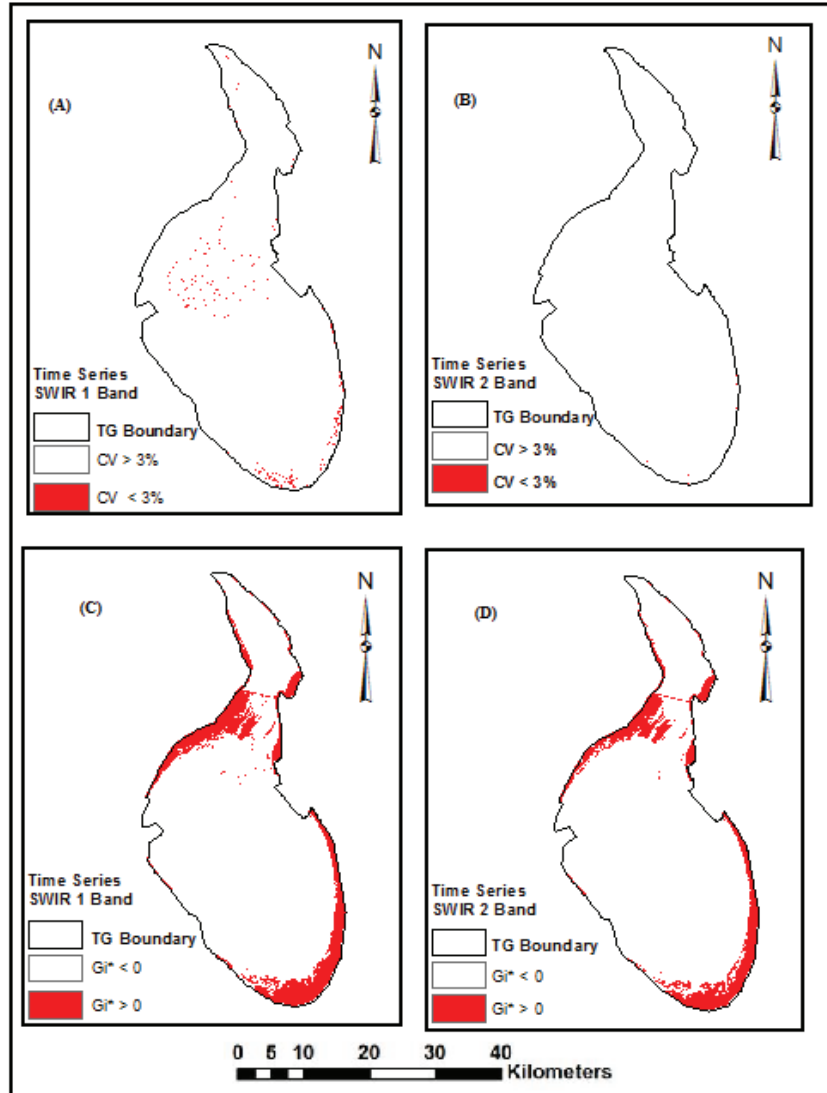 N
(A)
Time Series
SWIR 1 Band
TG Boundary
CV > 3%
CV < 3%
N
(B)
Time Series
SWIR 2 Band
TG Boundary
CV > 3%
CV < 3%
N
(C)
Time Series
SWIR 1 Band
TG Boundary
Gi* < 0
Gi* > 0
N
(D)
Time Series
SWIR 2 Band
TG Boundary
Gi* < 0
Gi* > 0
0 5 10 20 30 40
Kilometers